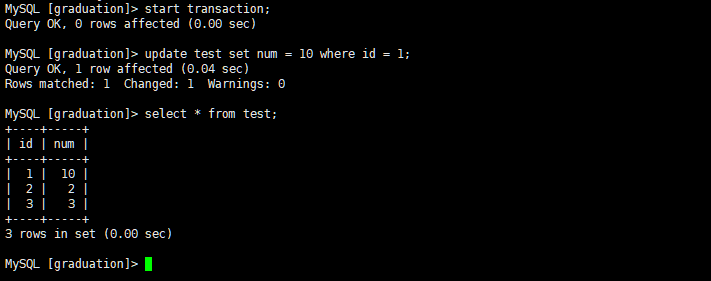 MySQL [graduation]> start transaction;
Query OK, 0 rows affected (0.00 sec)
MySQL [graduation]> update test set num = 10 where id = 1;
Query OK, 1 row affected (0.04 sec)
Rows matched: 1  Changed: 1  Warnings: 0
MySQL [graduation]> select * from test;
+----+-----+
| id | num |
+----+-----+
|  1 |  10 |
|  2 |   2 |
|  3 |   3 |
+----+-----+
3 rows in set (0.00 sec)
MySQL [graduation]>